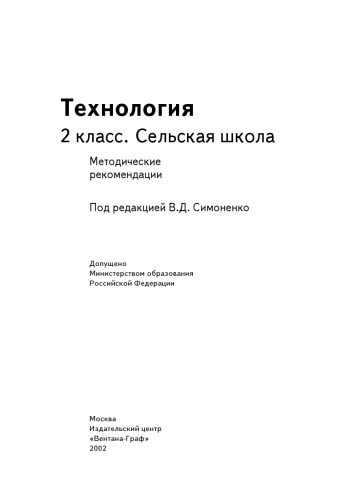 Технология
2 класс. Сельская школа
Методические
рекомендации
Под редакцией В.Д. Симоненко
Допущено
Министерством образования
Российской Федерации
Москва
Издательский центр
«Вентана-Граф»
2002